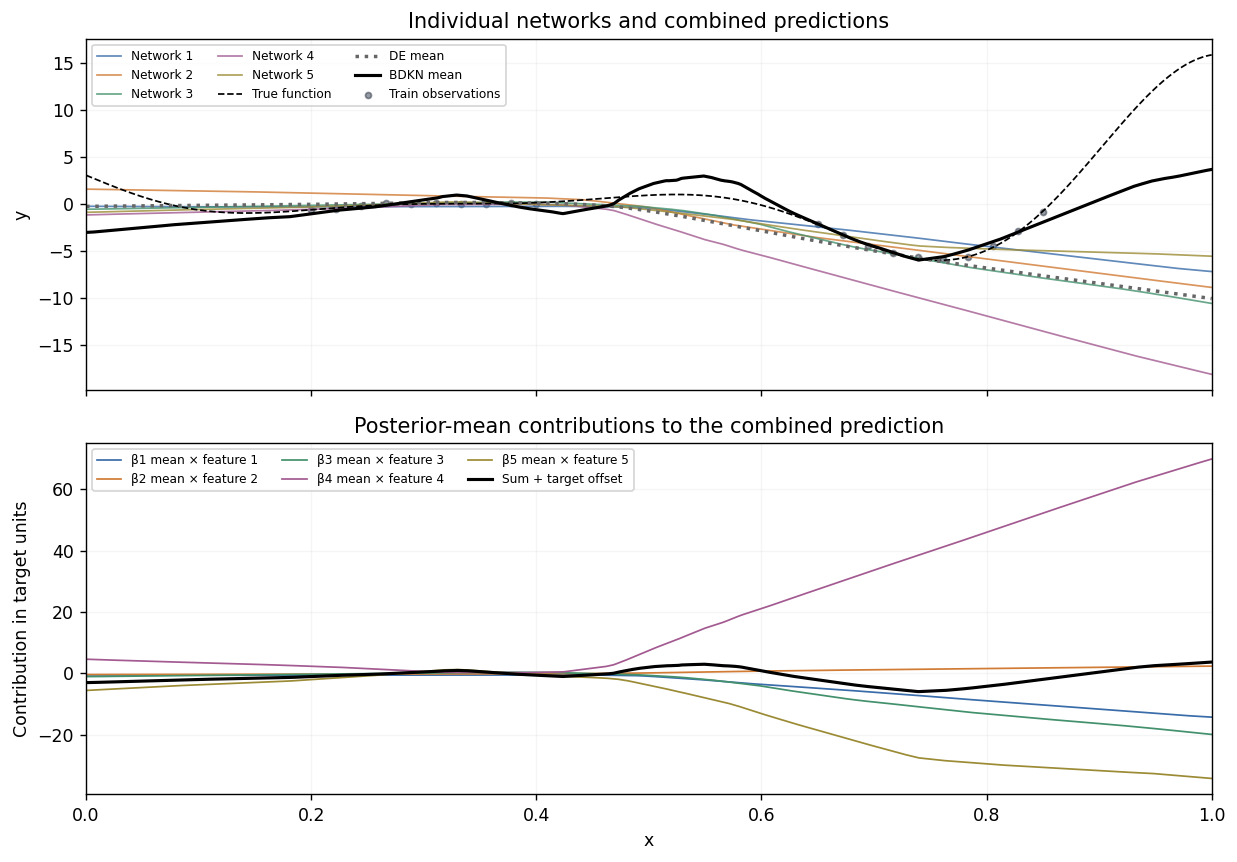 Individual networks and combined predictions
Network 1 Network 4 DE mean
Network 2 Network 5 BDKN mean
Network 3 True function Train observations
15
10
5
0
−5
−10
−15
y
Posterior-mean contributions to the combined prediction
β1 mean × feature 1 β3 mean × feature 3 β5 mean × feature 5
β2 mean × feature 2 β4 mean × feature 4 Sum + target offset
60
40
20
0
−20
Contribution in target units
0.0 0.2 0.4 0.6 0.8 1.0
x